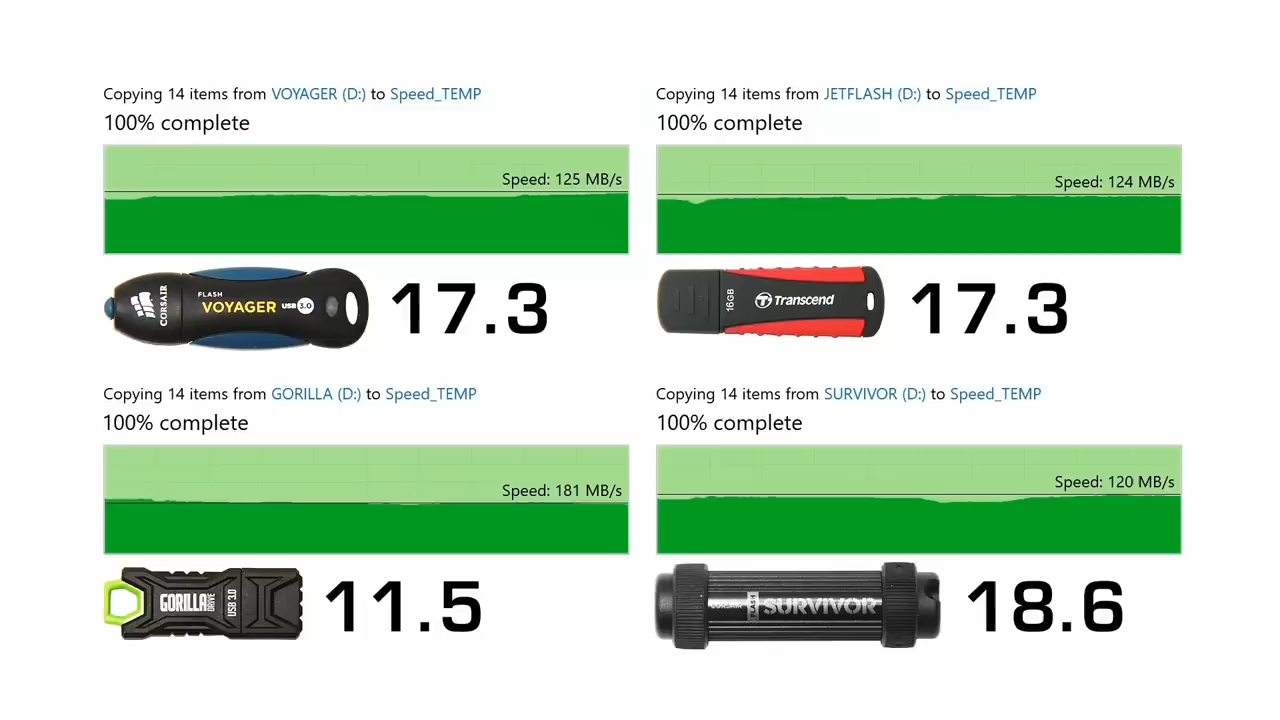 Copying 14 items from VOYAGER (D:) to Speed_TEMP
100% complete
Speed: 125 MB/s
CORSAIR
FLASH
VOYAGER USB 3.0
17.3
Copying 14 items from JETFLASH (D:) to Speed_TEMP
100% complete
Speed: 124 MB/s
16GB
Transcend
17.3
Copying 14 items from GORILLA (D:) to Speed_TEMP
100% complete
Speed: 181 MB/s
GORILLA
DRIVE
USB 3.0
11.5
Copying 14 items from SURVIVOR (D:) to Speed_TEMP
100% complete
Speed: 120 MB/s
CORSAIR
FLASH
SURVIVOR
18.6